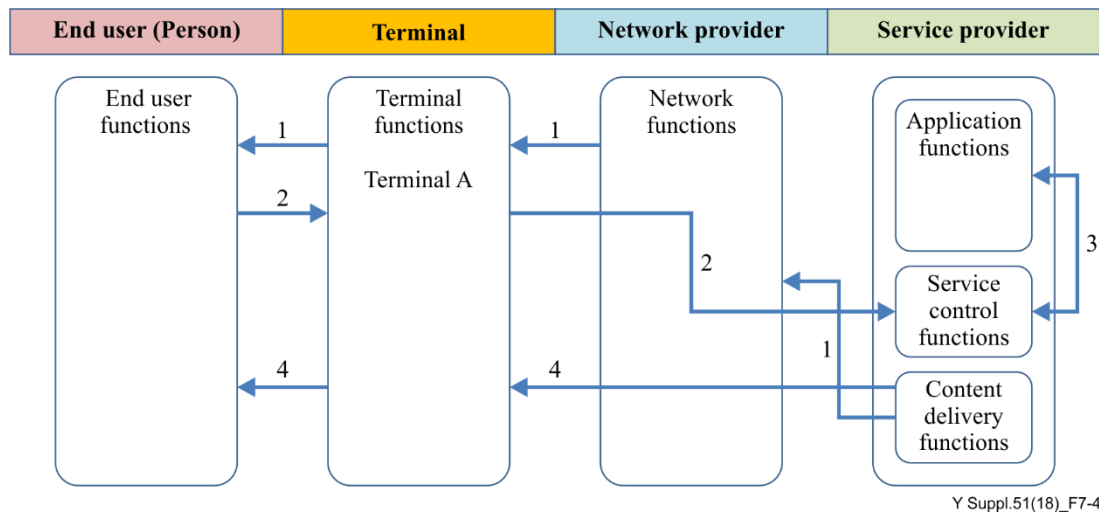 End user (Person)
Terminal
Network provider
Service provider
End user
functions
Terminal
functions
Terminal A
Network
functions
Application
functions
1
1
2
2
3
Service
control
functions
1
4
4
Content
delivery
functions
Y Suppl.51(18)_F7-4